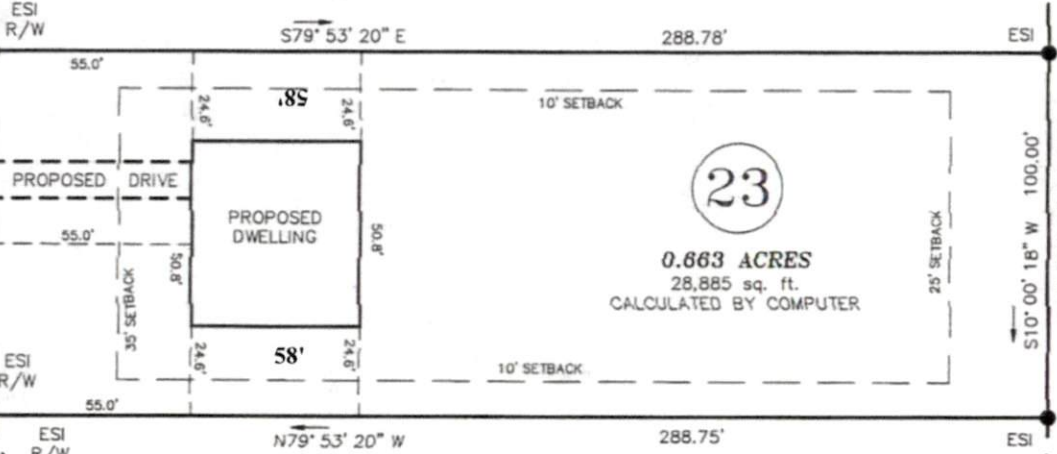 ESI
R/W
S79° 53' 20" E
288.78'
ESI
55.0'
24.6'
58'
24.6'
10' SETBACK
PROPOSED DRIVE
PROPOSED
DWELLING
23
0.663 ACRES
28,885 sq. ft.
CALCULATED BY COMPUTER
S10° 00' 18" W 100.00'
25' SETBACK
55.0'
50.8'
50.8'
35' SETBACK
24.6'
58'
24.6'
10' SETBACK
ESI
R/W
55.0'
ESI
R/W
N79° 53' 20" W
288.75'
ESI